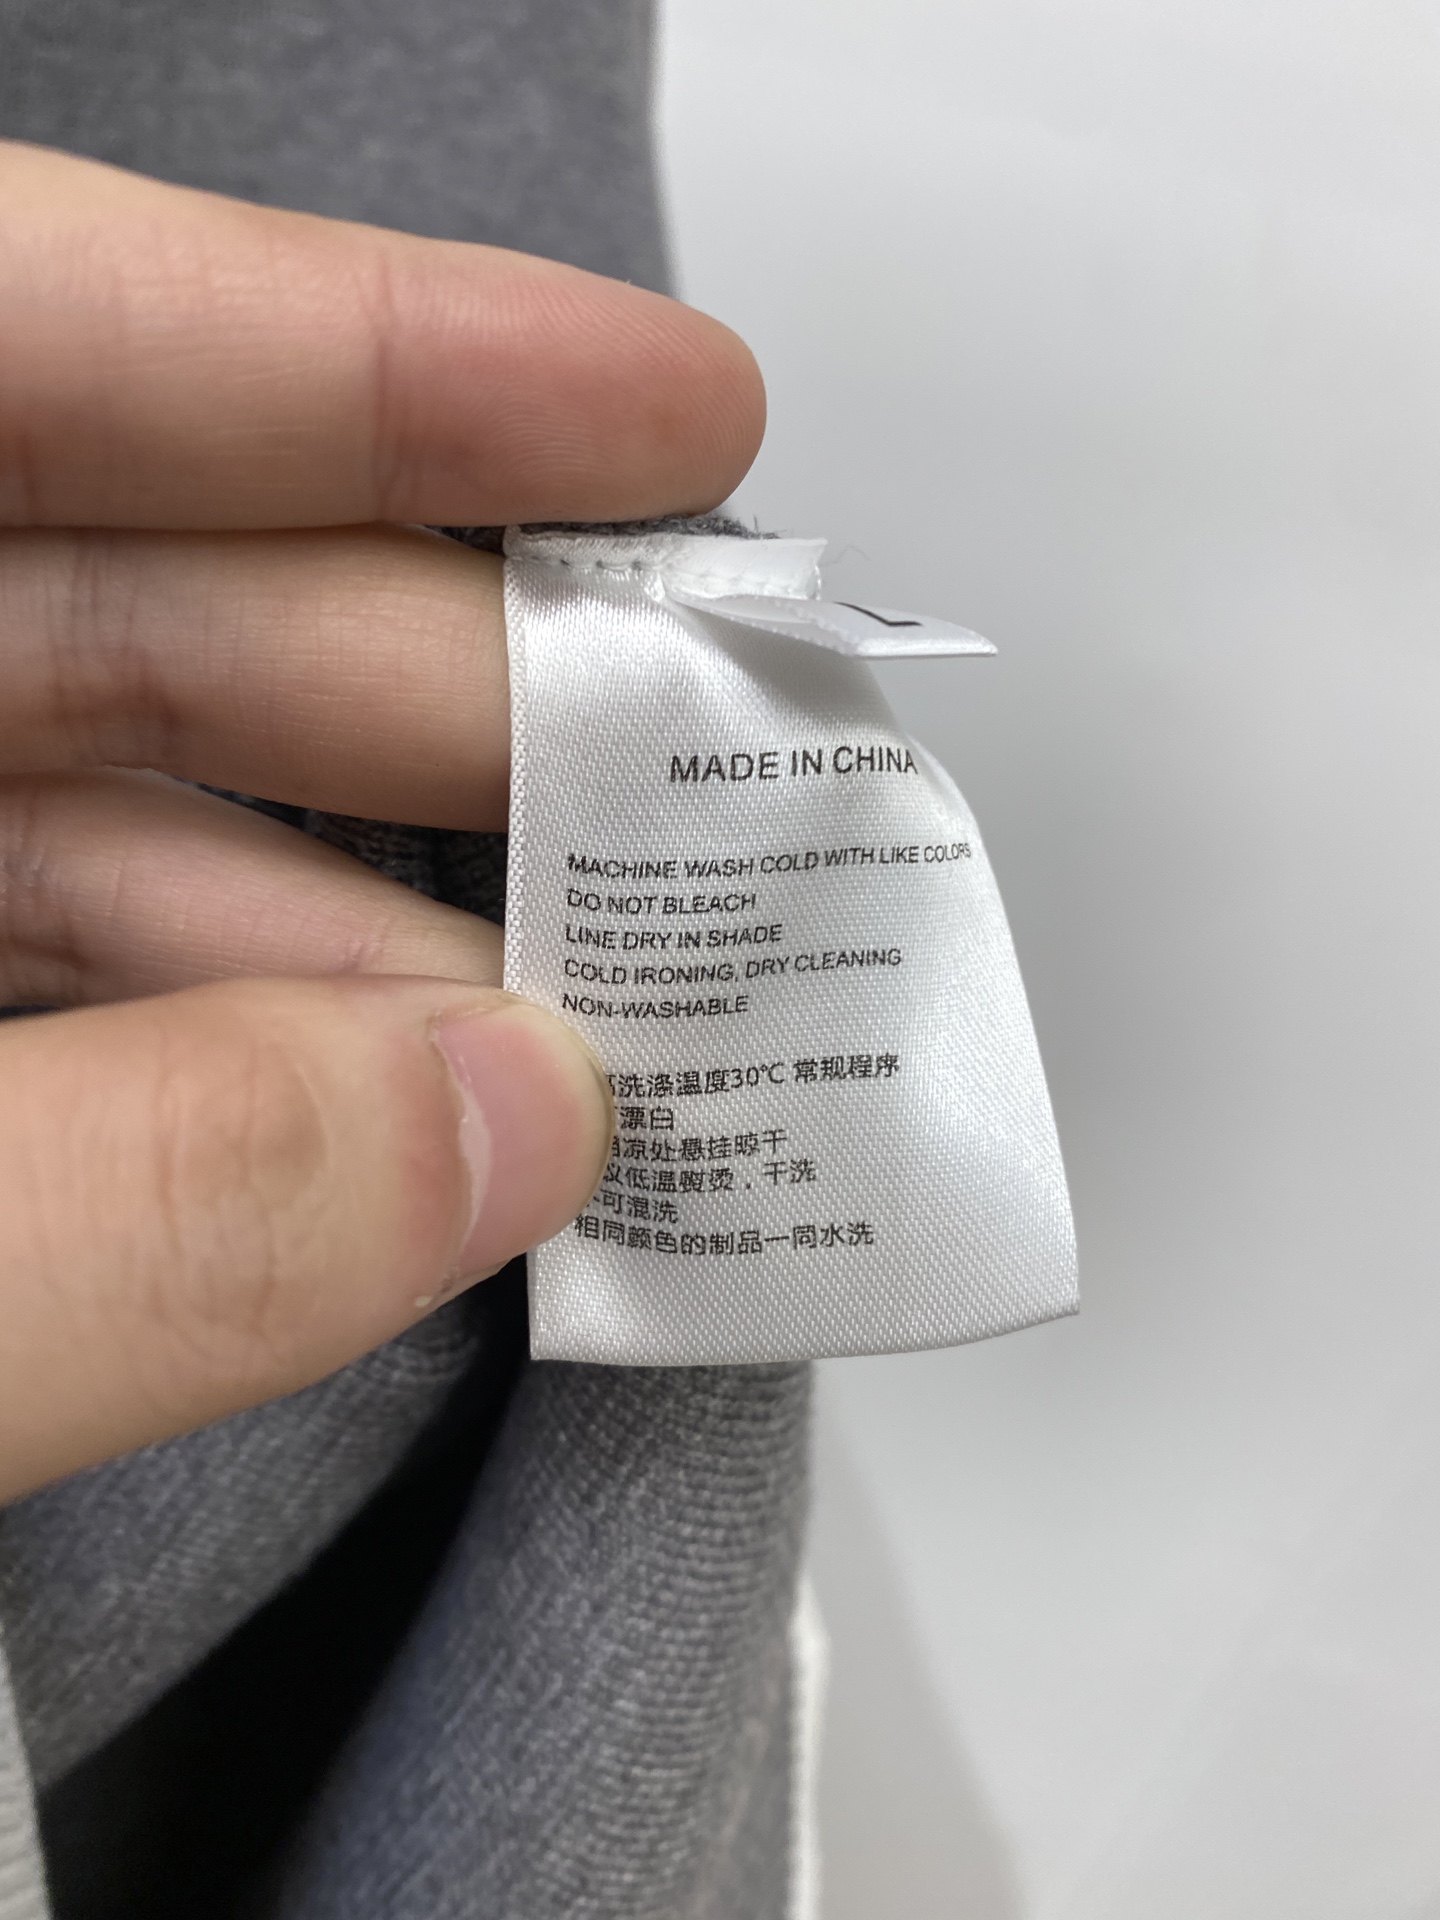 L
MADE IN CHINA
MACHINE WASH COLD WITH LIKE COLORS
DO NOT BLEACH
LINE DRY IN SHADE
COLD IRONING, DRY CLEANING
NON-WASHABLE
高洗涤温度30℃ 常规程序
漂白
凉处悬挂晾干
以低温熨烫，干洗
不可混洗
相同颜色的制品一同水洗